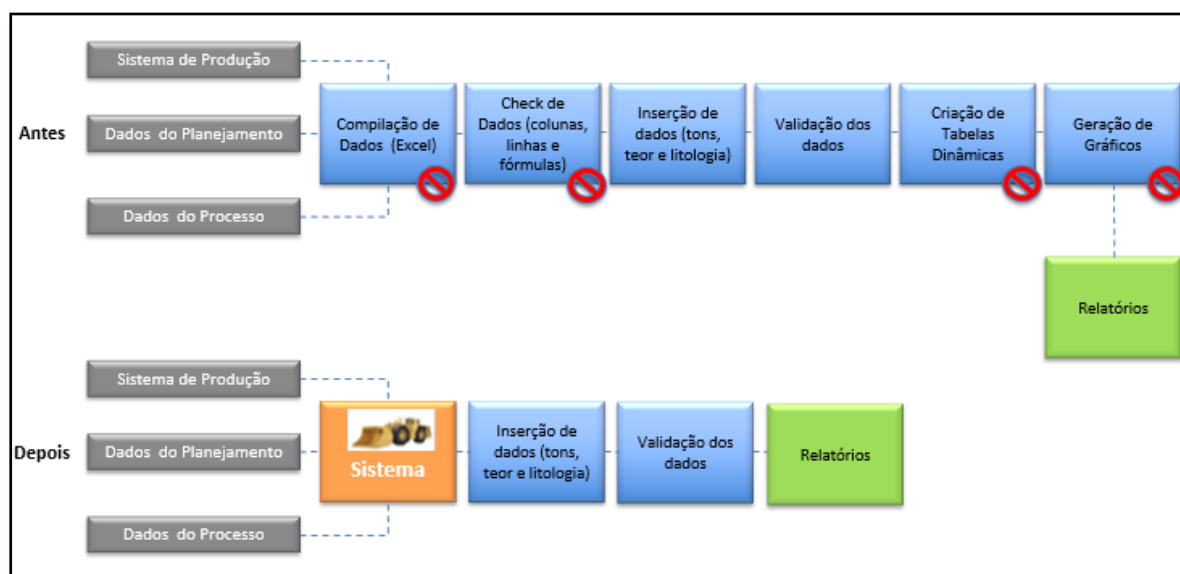 Antes
Sistema de Produção
Dados do Planejamento
Dados do Processo
Compilação de
Dados (Excel)
Check de
Dados (colunas,
linhas e
fórmulas)
Inserção de
dados (tons,
teor e litologia)
Validação dos
dados
Criação de
Tabelas
Dinâmicas
Geração de
Gráficos
Relatórios
Depois
Sistema de Produção
Dados do Planejamento
Dados do Processo
Sistema
Inserção de
dados (tons,
teor e litologia)
Validação dos
dados
Relatórios